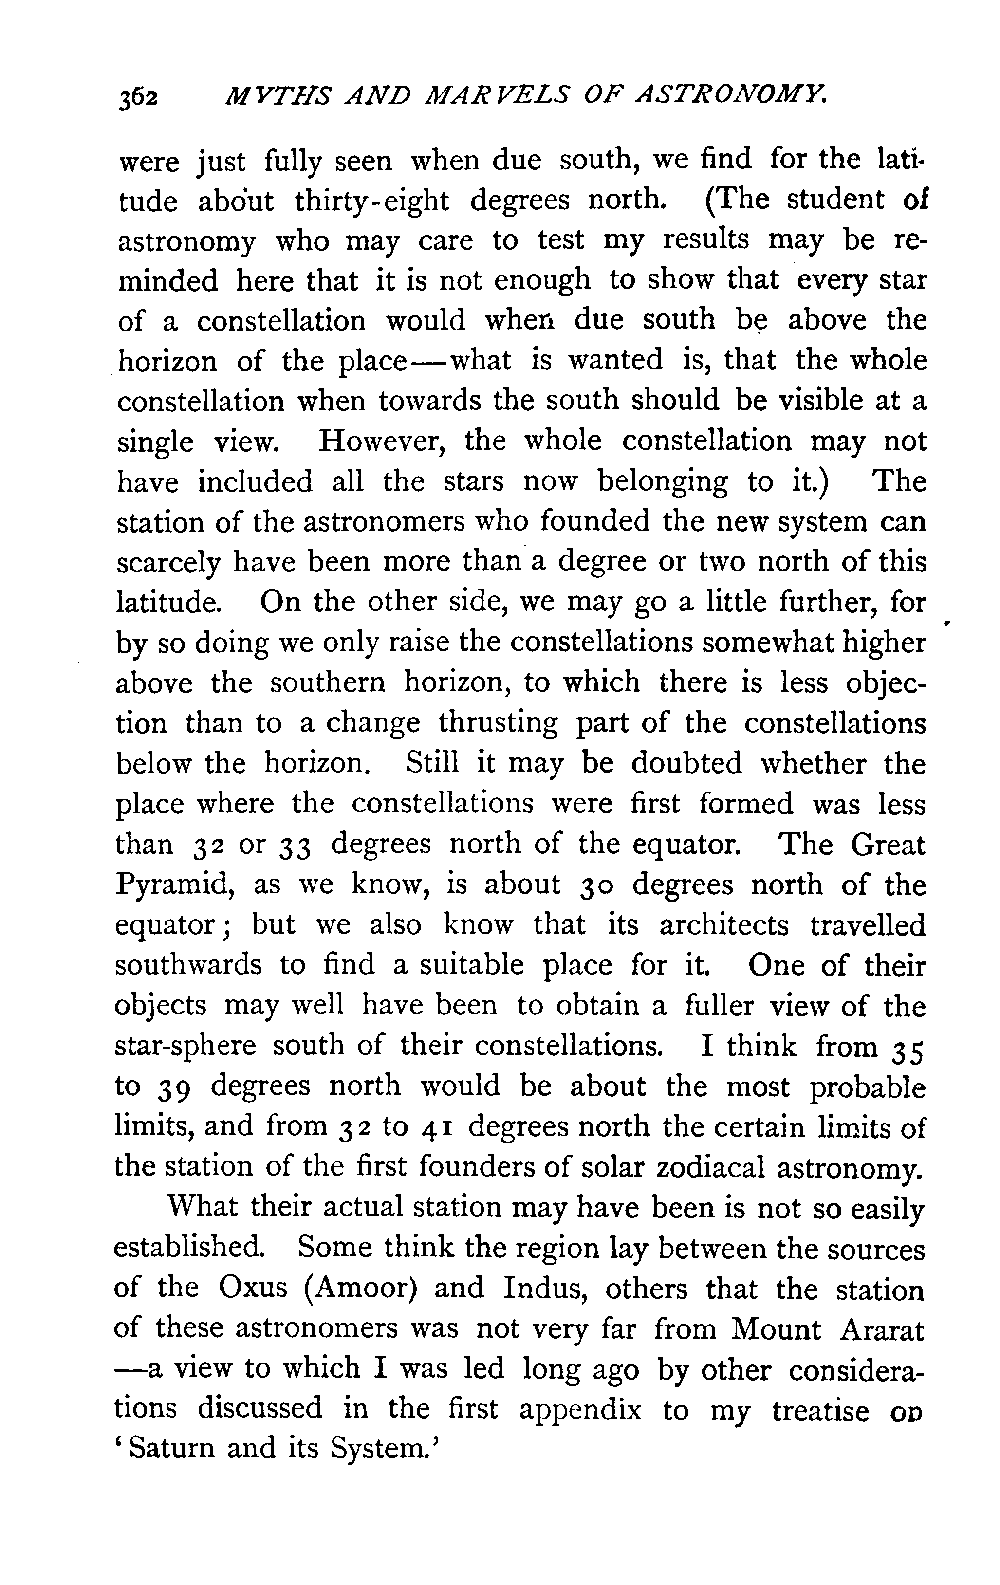 362 MYTHS AND MARVELS OF ASTRONOMY.
were just fully seen when due south, we find for the lati-
tude about thirty-eight degrees north. (The student of
astronomy who may care to test my results may be re-
minded here that it is not enough to show that every star
of a constellation would when due south be above the
horizon of the place—what is wanted is, that the whole
constellation when towards the south should be visible at a
single view. However, the whole constellation may not
have included all the stars now belonging to it.) The
station of the astronomers who founded the new system can
scarcely have been more than a degree or two north of this
latitude. On the other side, we may go a little further, for
by so doing we only raise the constellations somewhat higher
above the southern horizon, to which there is less objec-
tion than to a change thrusting part of the constellations
below the horizon. Still it may be doubted whether the
place where the constellations were first formed was less
than 32 or 33 degrees north of the equator. The Great
Pyramid, as we know, is about 30 degrees north of the
equator; but we also know that its architects travelled
southwards to find a suitable place for it. One of their
objects may well have been to obtain a fuller view of the
star-sphere south of their constellations. I think from 35
to 39 degrees north would be about the most probable
limits, and from 32 to 41 degrees north the certain limits of
the station of the first founders of solar zodiacal astronomy.
What their actual station may have been is not so easily
established. Some think the region lay between the sources
of the Oxus (Amoor) and Indus, others that the station
of these astronomers was not very far from Mount Ararat
—a view to which I was led long ago by other considera-
tions discussed in the first appendix to my treatise on
‘Saturn and its System.’